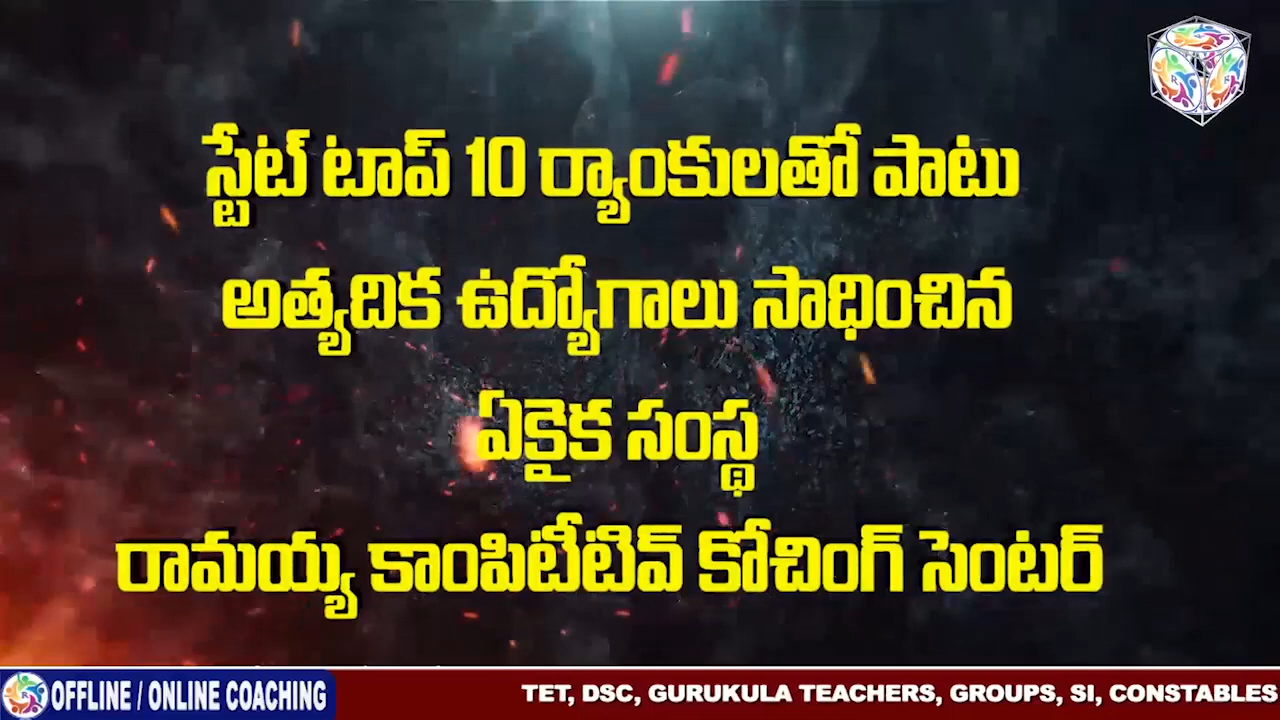 స్టేట్ టాప్ 10 ర్యాంకులతో పాటు
అత్యదిక ఉద్యోగాలు సాధించిన
ఏకైక సంస్థ
రామయ్య కాంపిటీటివ్ కోచింగ్ సెంటర్
OFFLINE / ONLINE COACHING
TET, DSC, GURUKULA TEACHERS, GROUPS, SI, CONSTABLES